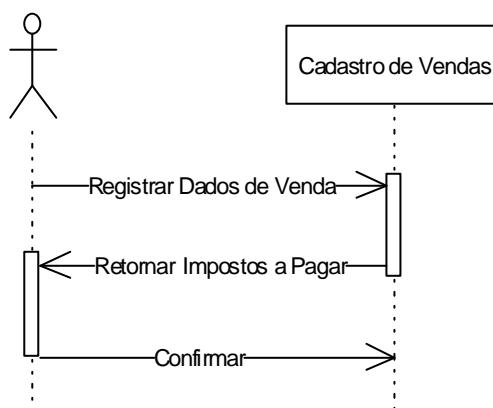 Cadastro de Vendas
Registrar Dados de Venda
Retornar Impostos a Pagar
Confirmar